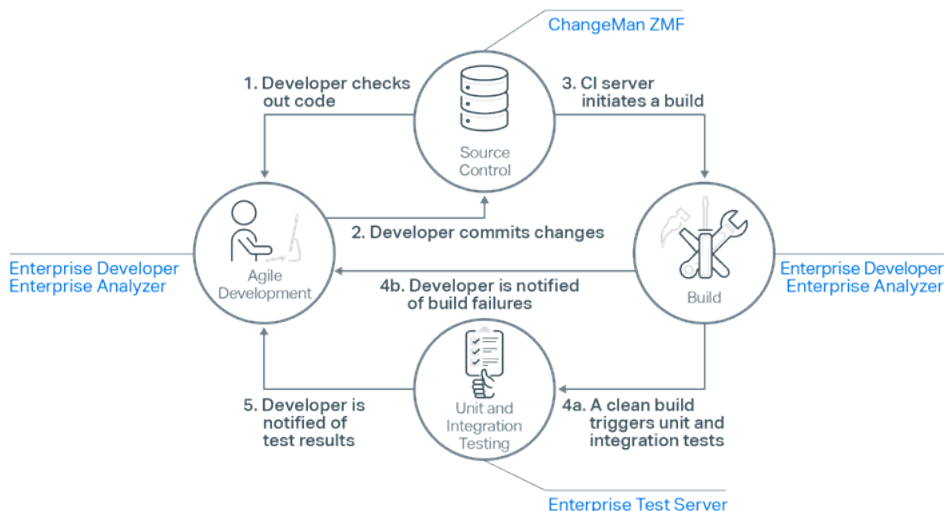 ChangeMan ZMF
1. Developer checks
out code
3. CI server
initiates a build
Source
Control
2. Developer commits changes
Enterprise Developer
Enterprise Analyzer
Agile
Development
4b. Developer is notified
of build failures
Build
Enterprise Developer
Enterprise Analyzer
5. Developer is
notified of
test results
Unit and
Integration
Testing
4a. A clean build
triggers unit and
integration tests
Enterprise Test Server